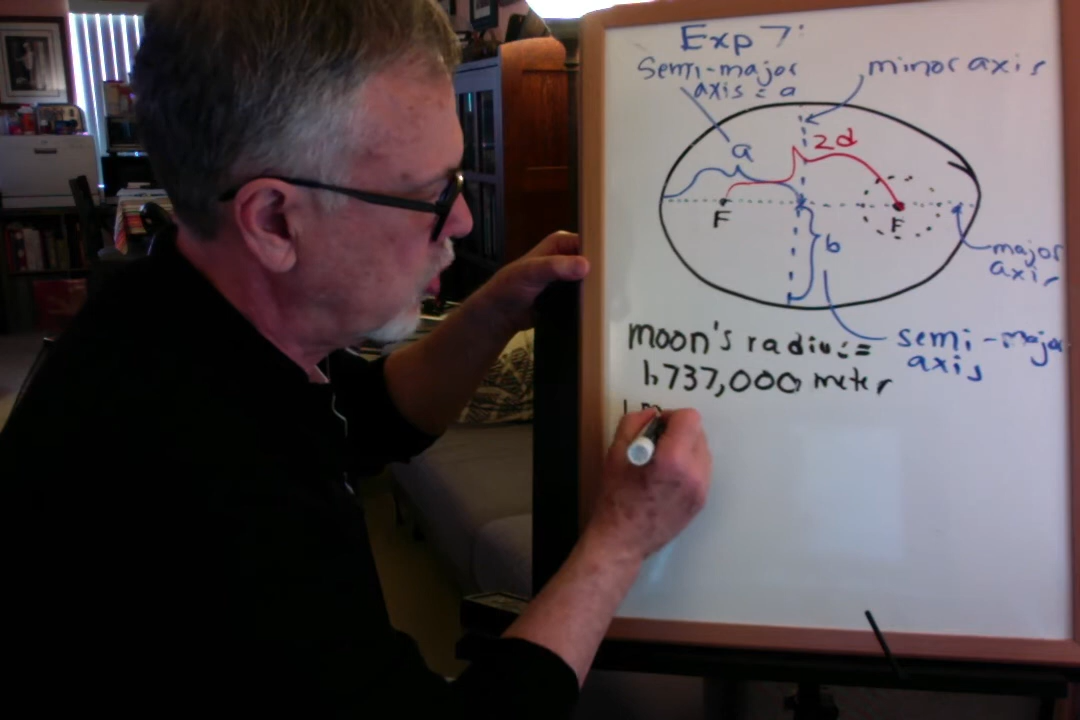 Exp 7:
Semi-major
axis = a
minor axis
2d
a
F
F
b
major
axis
semi-major
axis
moon's radius=
1,737,000 meter
1 m